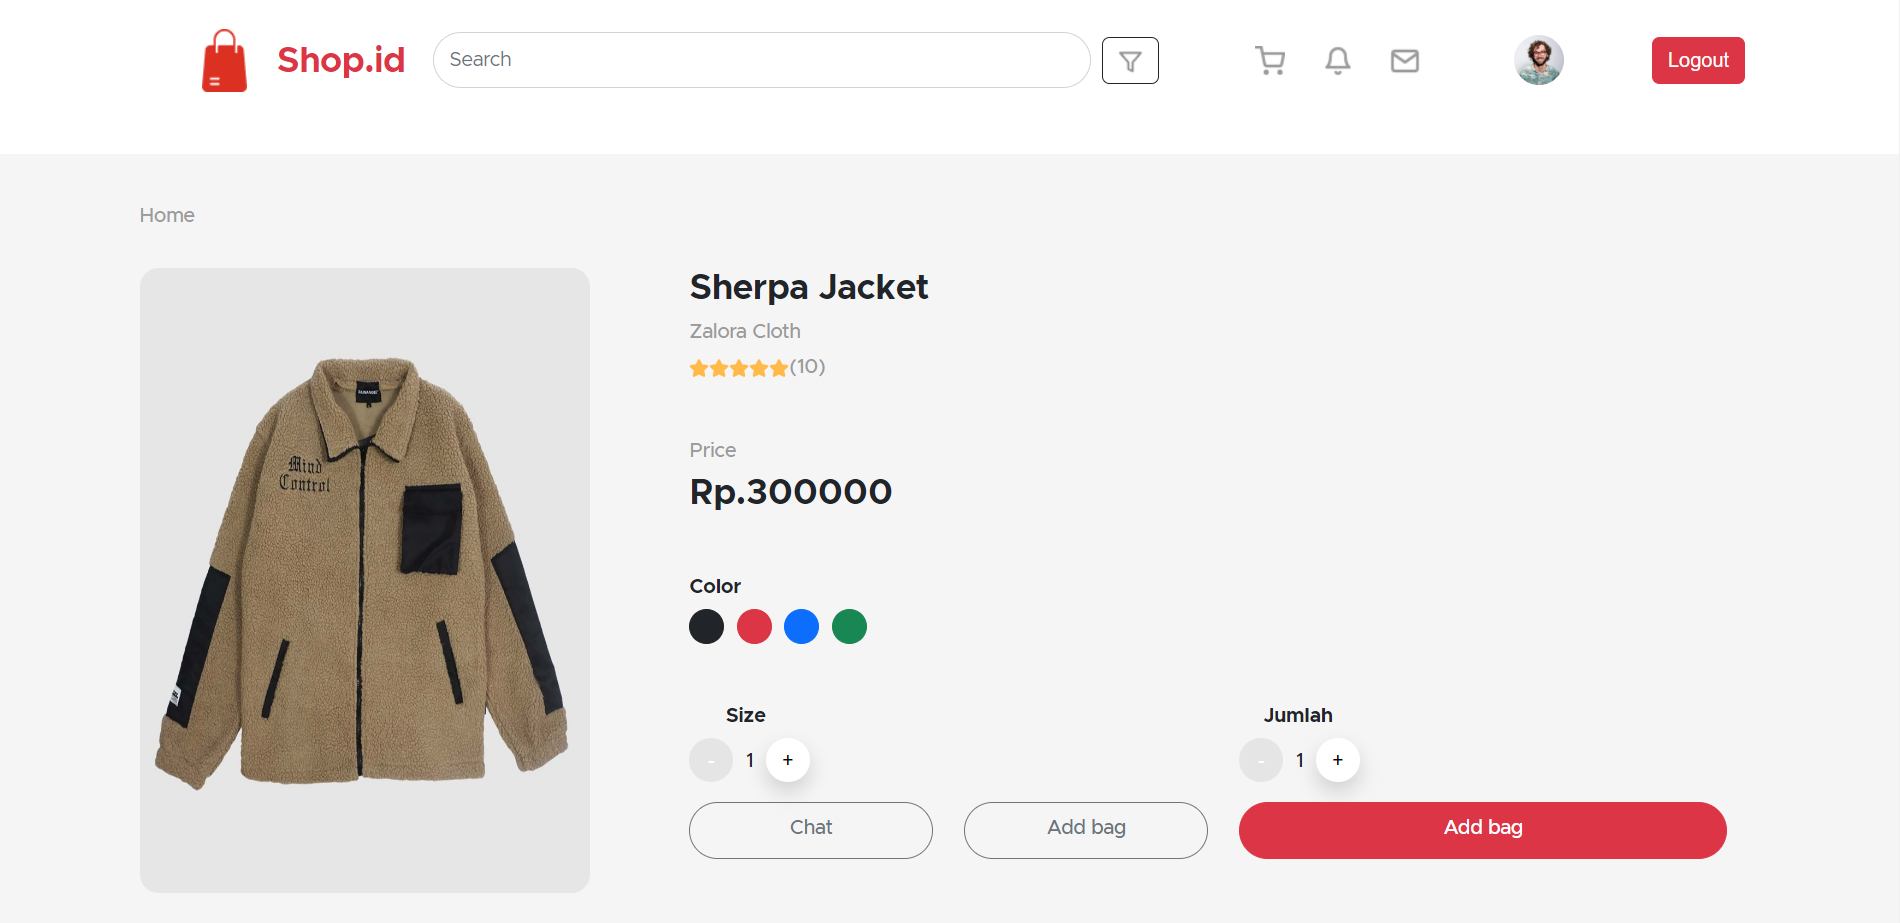 Shop.id
Search
Logout
Home
Sherpa Jacket
Zalora Cloth
(10)
Price
Rp.300000
Mind
Control
Color
Size
Jumlah
- 1 +
- 1 +
Chat
Add bag
Add bag